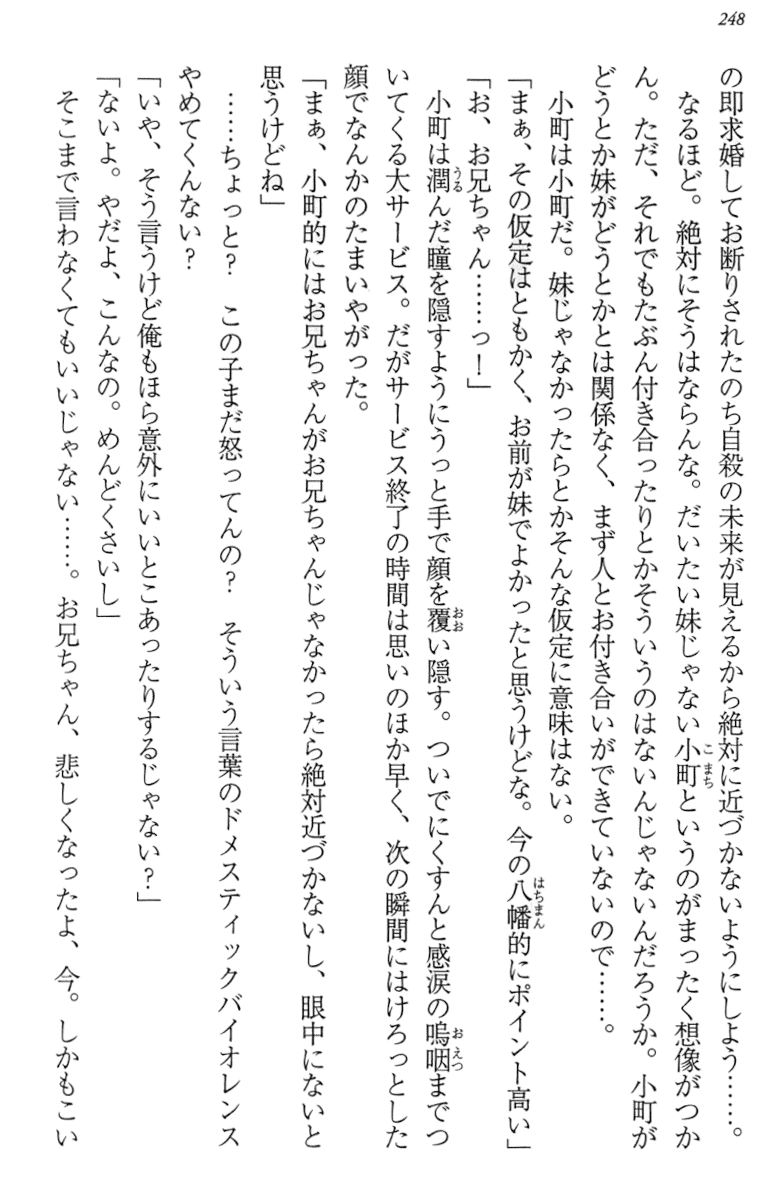 248
の即求婚してお断りされたのち自殺の未来が見えるから絶対に近づかないようにしよう……。
なるほど。絶対にそうはならんな。だいたい妹じゃない小町というのがまったく想像がつか
ん。ただ、それでもたぶん付き合ったりとかそういうのはないんじゃないんだろうか。小町が
どうとか妹がどうとかとは関係なく、まず人とお付き合いができていないので……。
小町は小町だ。妹じゃなかったらとかそんな仮定に意味はない。
「まぁ、その仮定はともかく、お前が妹でよかったと思うけどな。今の八幡的にポイント高い」
「お、お兄ちゃん……っ！」
小町は潤んだ瞳を隠すようにうっと手で顔を覆い隠す。ついでにくすんと感涙の嗚咽までつ
いてくる大サービス。だがサービス終了の時間は思いのほか早く、次の瞬間にはけろっとした
顔でなんかのたまいやがった。
「まぁ、小町的にはお兄ちゃんがお兄ちゃんじゃなかったら絶対近づかないし、眼中にないと
思うけどね」
……ちょっと？　この子まだ怒ってんの？　そういう言葉のドメスティックバイオレンス
やめてくんない？
「いや、そう言うけど俺もほら意外にいいとこあったりするじゃない？」
「ないよ。やだよ、こんなの。めんどくさいし」
そこまで言わなくてもいいじゃない……。お兄ちゃん、悲しくなったよ、今。しかもこい